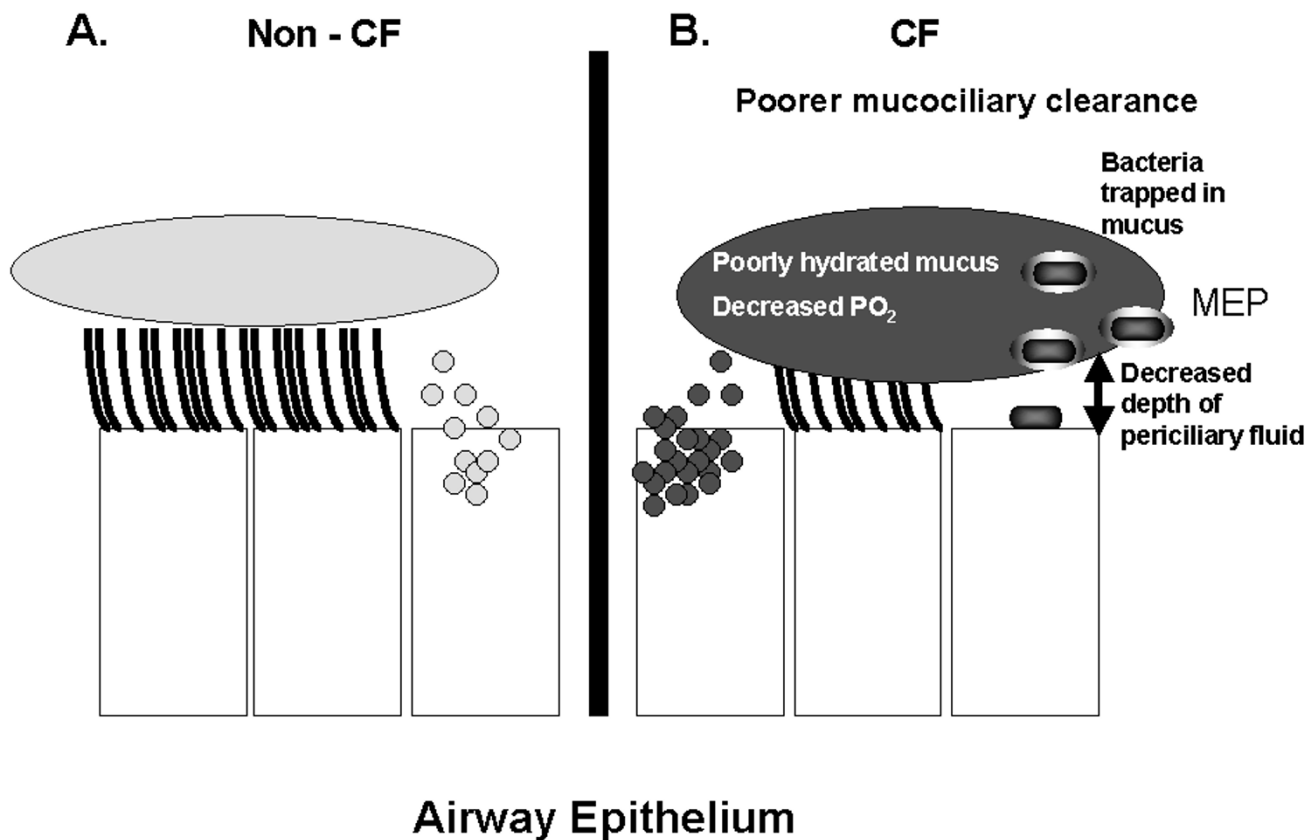 A. Non - CF
B. CF
Poorer mucociliary clearance
Bacteria
trapped in
mucus
Poorly hydrated mucus
Decreased PO₂
MEP
Decreased
depth of
periciliary fluid
Airway Epithelium